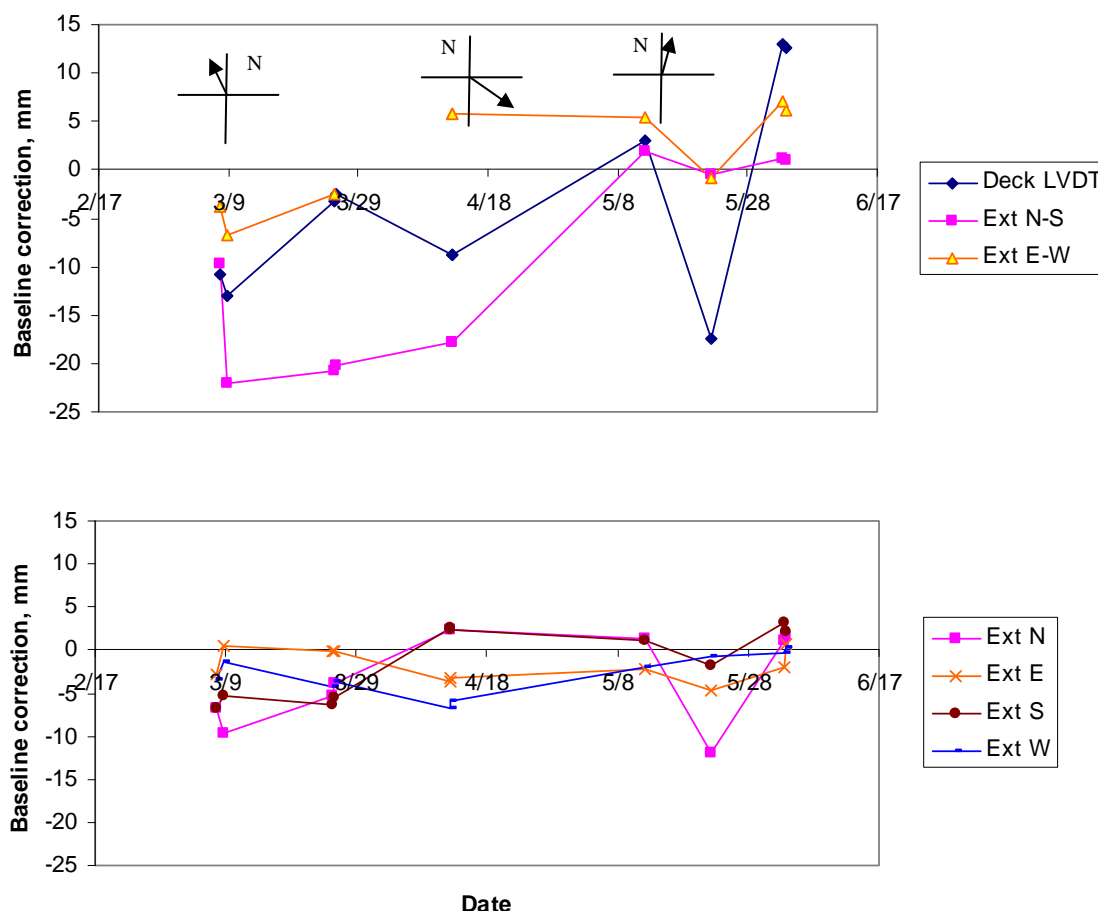 15
10
5
0
-5
-10
-15
-20
-25
Baseline correction, mm
N
N
N
2/17
3/9
3/29
4/18
5/8
5/28
6/17
Deck LVDT
Ext N-S
Ext E-W
15
10
5
0
-5
-10
-15
-20
-25
Baseline correction, mm
2/17
3/9
3/29
4/18
5/8
5/28
6/17
Date
Ext N
Ext E
Ext S
Ext W